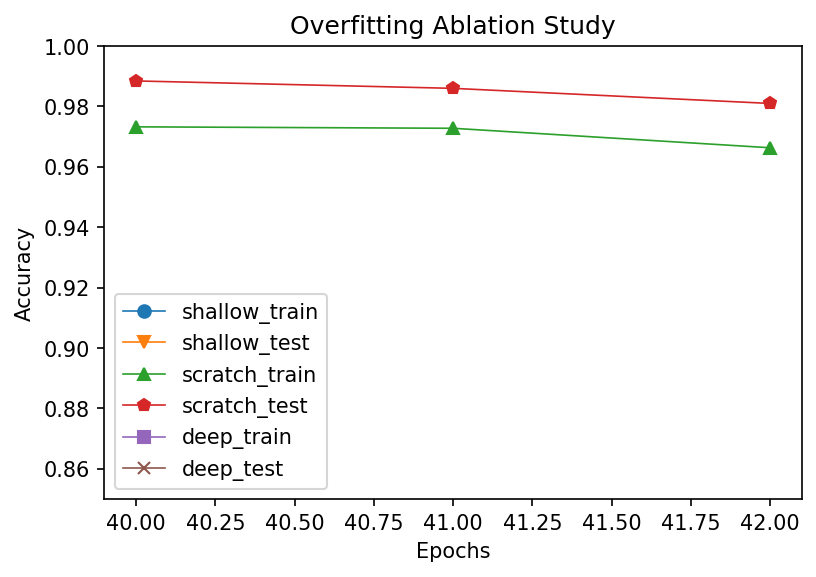 Overfitting Ablation Study
1.00
0.98
0.96
0.94
0.92
0.90
0.88
0.86
Accuracy
shallow_train
shallow_test
scratch_train
scratch_test
deep_train
deep_test
40.00 40.25 40.50 40.75 41.00 41.25 41.50 41.75 42.00
Epochs